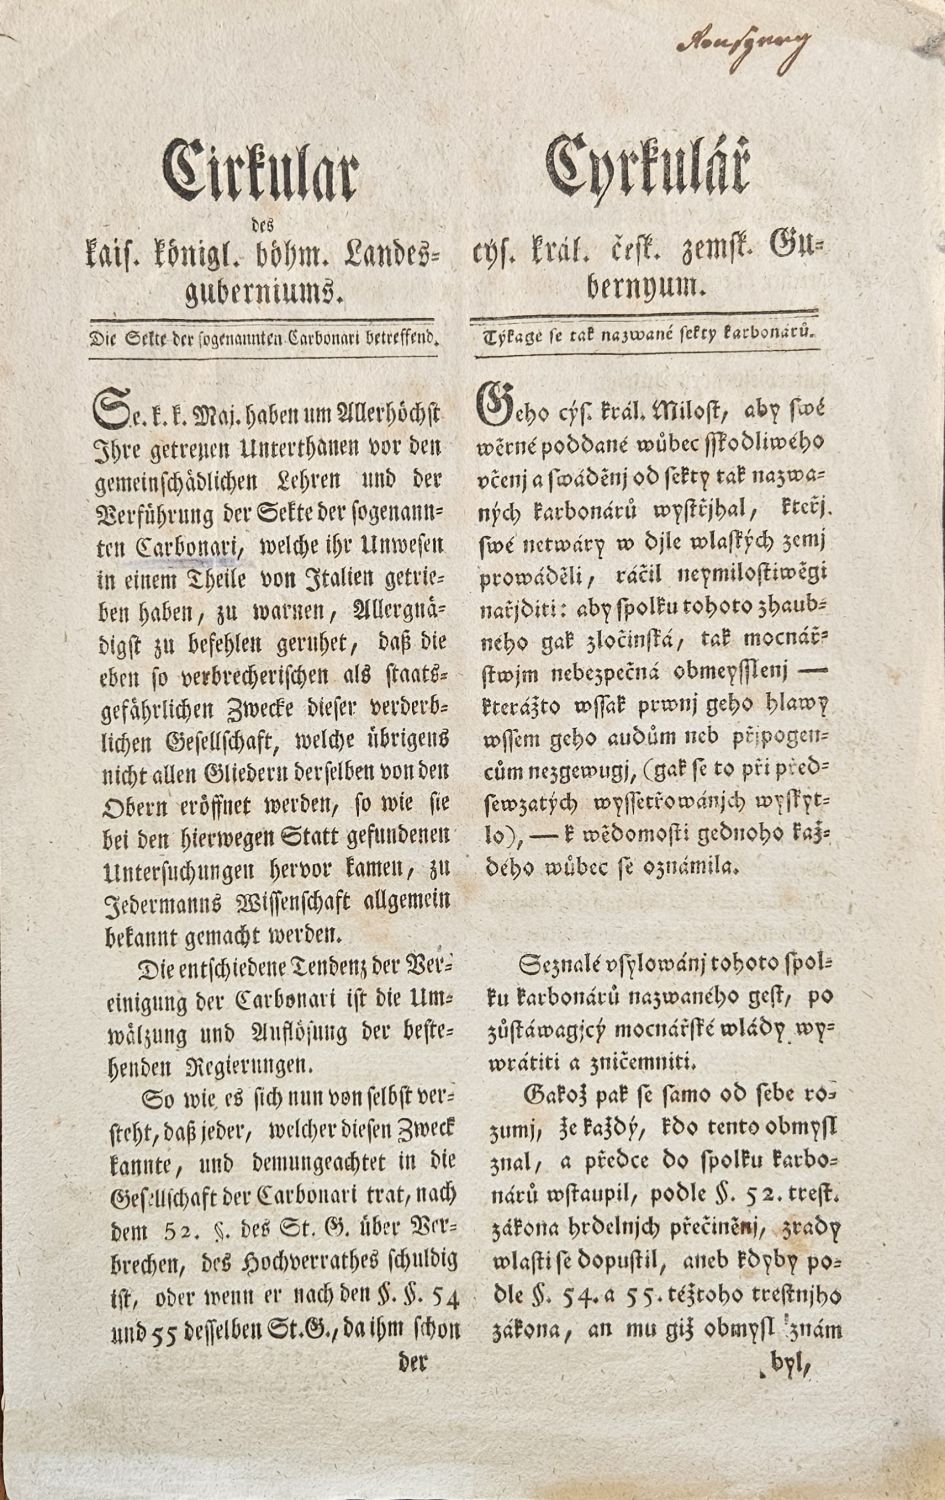 Cirkular
des
kais. königl. böhm. Landes-
guberniums.
Die Sekte der sogenannten Carbonari betreffend.
Se. k. k. Maj. haben um Allerhöchst
Ihre getreuen Unterthanen vor den
gemeinschädlichen Lehren und der
Verführung der Sekte der sogenann-
ten Carbonari, welche ihr Unwesen
in einem Theile von Italien getrie-
ben haben, zu warnen, Allergnä-
digst zu befehlen geruhet, daß die
eben so verbrecherischen als staats-
gefährlichen Zwecke dieser verderb-
lichen Gesellschaft, welche übrigens
nicht allen Gliedern derselben von den
Obern eröffnet werden, so wie sie
bei den hierwegen Statt gefundenen
Untersuchungen hervor kamen, zu
Jedermanns Wissenschaft allgemein
bekannt gemacht werden.
Die entschiedene Tendenz der Ver-
einigung der Carbonari ist die Um-
wälzung und Auflösung der beste-
henden Regierungen.
So wie es sich nun von selbst ver-
steht, daß jeder, welcher diesen Zweck
kannte, und demungeachtet in die
Gesellschaft der Carbonari trat, nach
dem 52. §. des St. G. über Ver-
brechen, des Hochverrathes schuldig
ist, oder wenn er nach den §. §. 54
und 55 desselben St. G., da ihm schon
der
Cyrkulář
cýs. král. česk. zemsk. Gu-
bernyum.
Týkage se tak nazwané sekty karbonárů.
Geho cýs. král. Milost, aby swé
wěrné poddané wůbec sskodliwého
včenj a swáděnj od sekty tak nazwa-
ných karbonárů wystřjhal, kteřj
swé netwáry w djle wlaských zemj
prowáděli, ráčil neymilostiwěgi
nařjditi: aby spolku tohoto zhaub-
ného gak zločinská, tak mocnář-
stwjm nebezpečná obmeysslenj —
kterážto wssak prwnj geho hlawy
wssem geho audům neb přjpogen-
cům nezgewugj, (gak se to při před-
sewzatých wyssetřowánjch wyskyt-
lo), — k wědomosti gednoho kaž-
dého wůbec se oznámila.
Seznalé vsylowánj tohoto spol-
ku karbonárů nazwaného gest, po
zůstáwagjcý mocnářské wlády wy-
wrátiti a zničemniti.
Gakož pak se samo od sebe ro-
zumj, že každý, kdo tento obmysl
znal, a předce do spolku karbo-
nárů wstaupil, podle §. 52. trest.
zákona hrdelnjch přečiněnj, zrady
wlasti se dopustil, aneb kdyby po-
dle §. 54. a 55. téžtoho trestnjho
zákona, an mu giž obmysl znám
byl,